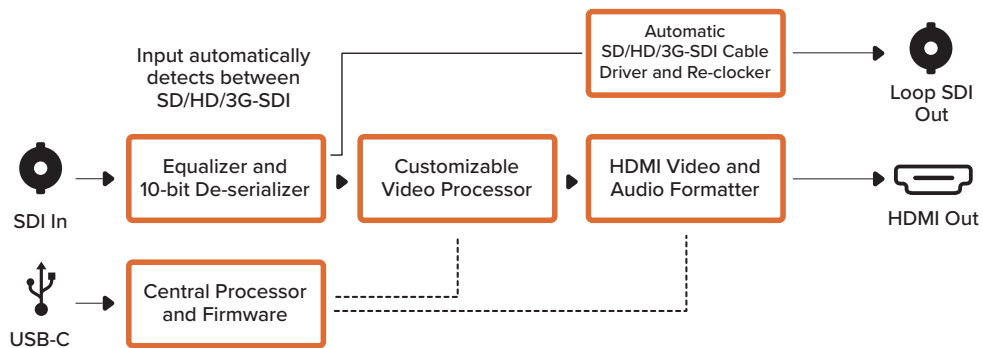 Input automatically
detects between
SD/HD/3G-SDI
Automatic
SD/HD/3G-SDI Cable
Driver and Re-clocker
Loop SDI
Out
SDI In
Equalizer and
10-bit De-serializer
Customizable
Video Processor
HDMI Video and
Audio Formatter
HDMI Out
USB-C
Central Processor
and Firmware